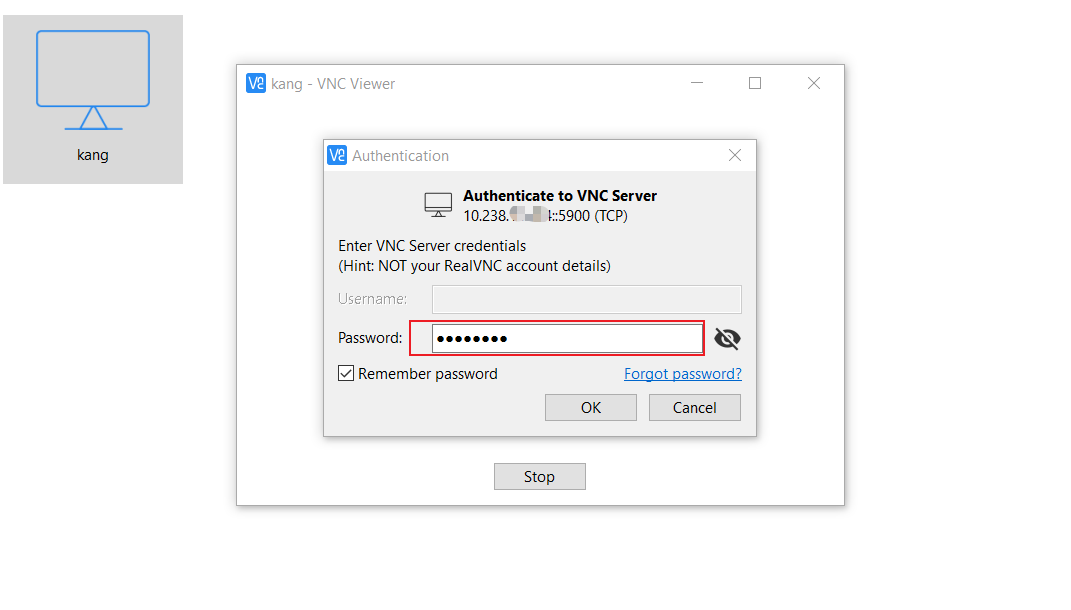 kang
kang - VNC Viewer
Authentication
Authenticate to VNC Server
10.238. ::5900 (TCP)
Enter VNC Server credentials
(Hint: NOT your RealVNC account details)
Username:
Password: ●●●●●●●●
Remember password
Forgot password?
OK
Cancel
Stop